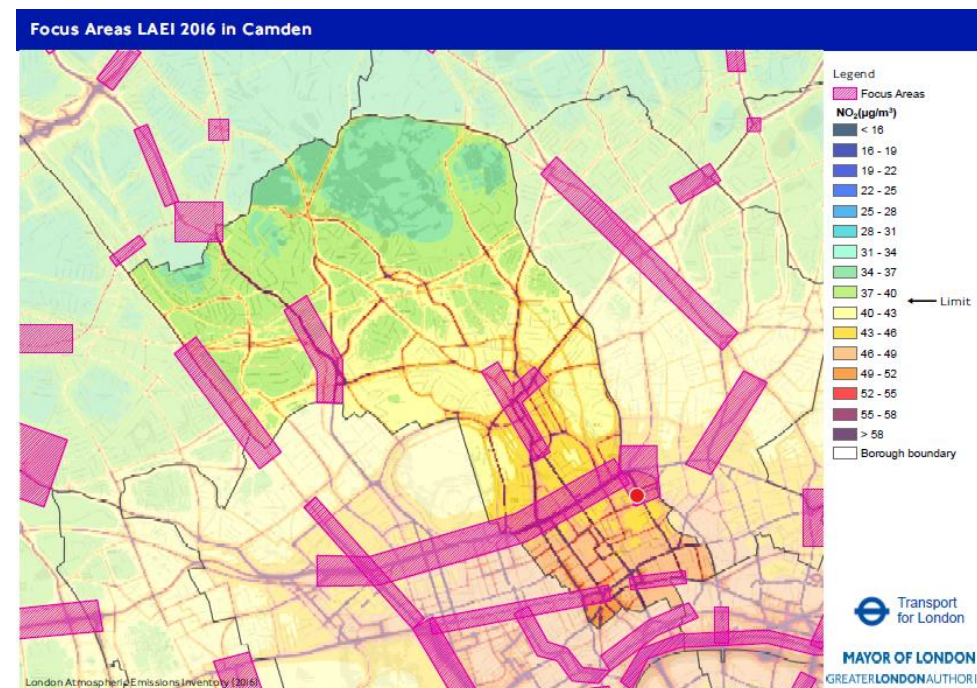 Focus Areas LAEI 2016 in Camden
Legend
Focus Areas
NO₂(µg/m³)
< 16
16 - 19
19 - 22
22 - 25
25 - 28
28 - 31
31 - 34
34 - 37
37 - 40
Limit
40 - 43
43 - 46
46 - 49
49 - 52
52 - 55
55 - 58
> 58
Borough boundary
Transport
for London
MAYOR OF LONDON
GREATERLONDONAUTHORI
London Atmospheric Emissions Inventory (2016)